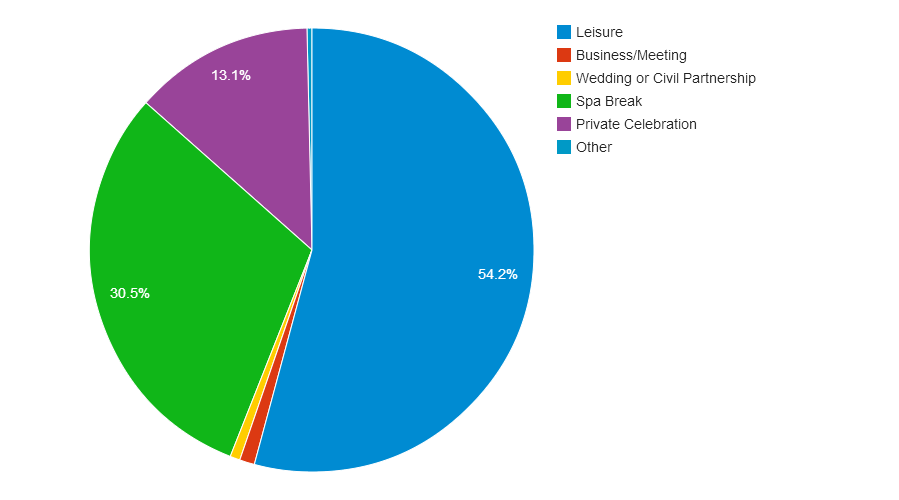 13.1%
54.2%
30.5%
Leisure
Business/Meeting
Wedding or Civil Partnership
Spa Break
Private Celebration
Other